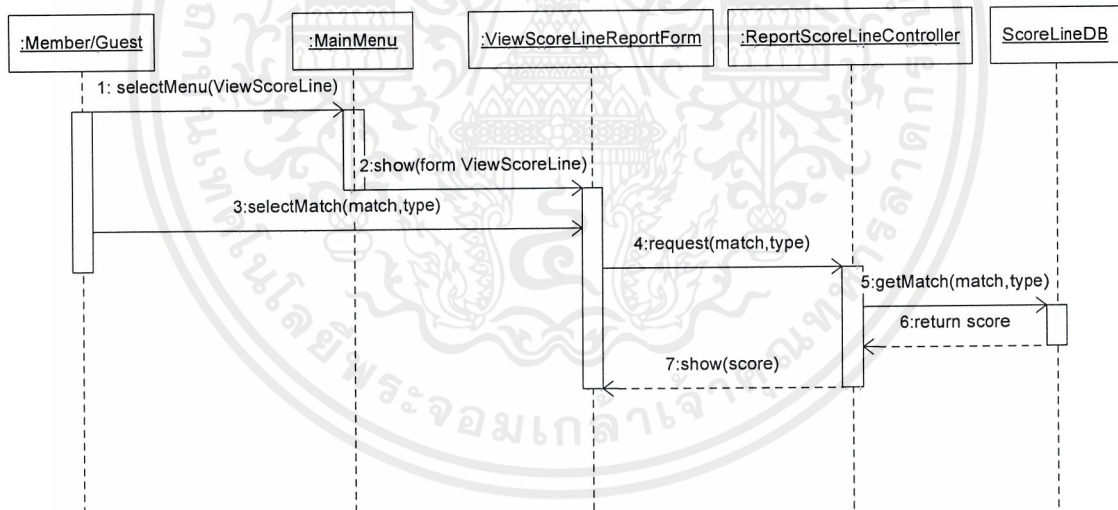 :Member/Guest
:MainMenu
:ViewScoreLineReportForm
:ReportScoreLineController
ScoreLineDB
1: selectMenu(ViewScoreLine)
2:show(form ViewScoreLine)
3:selectMatch(match,type)
4:request(match,type)
5:getMatch(match,type)
6:return score
7:show(score)